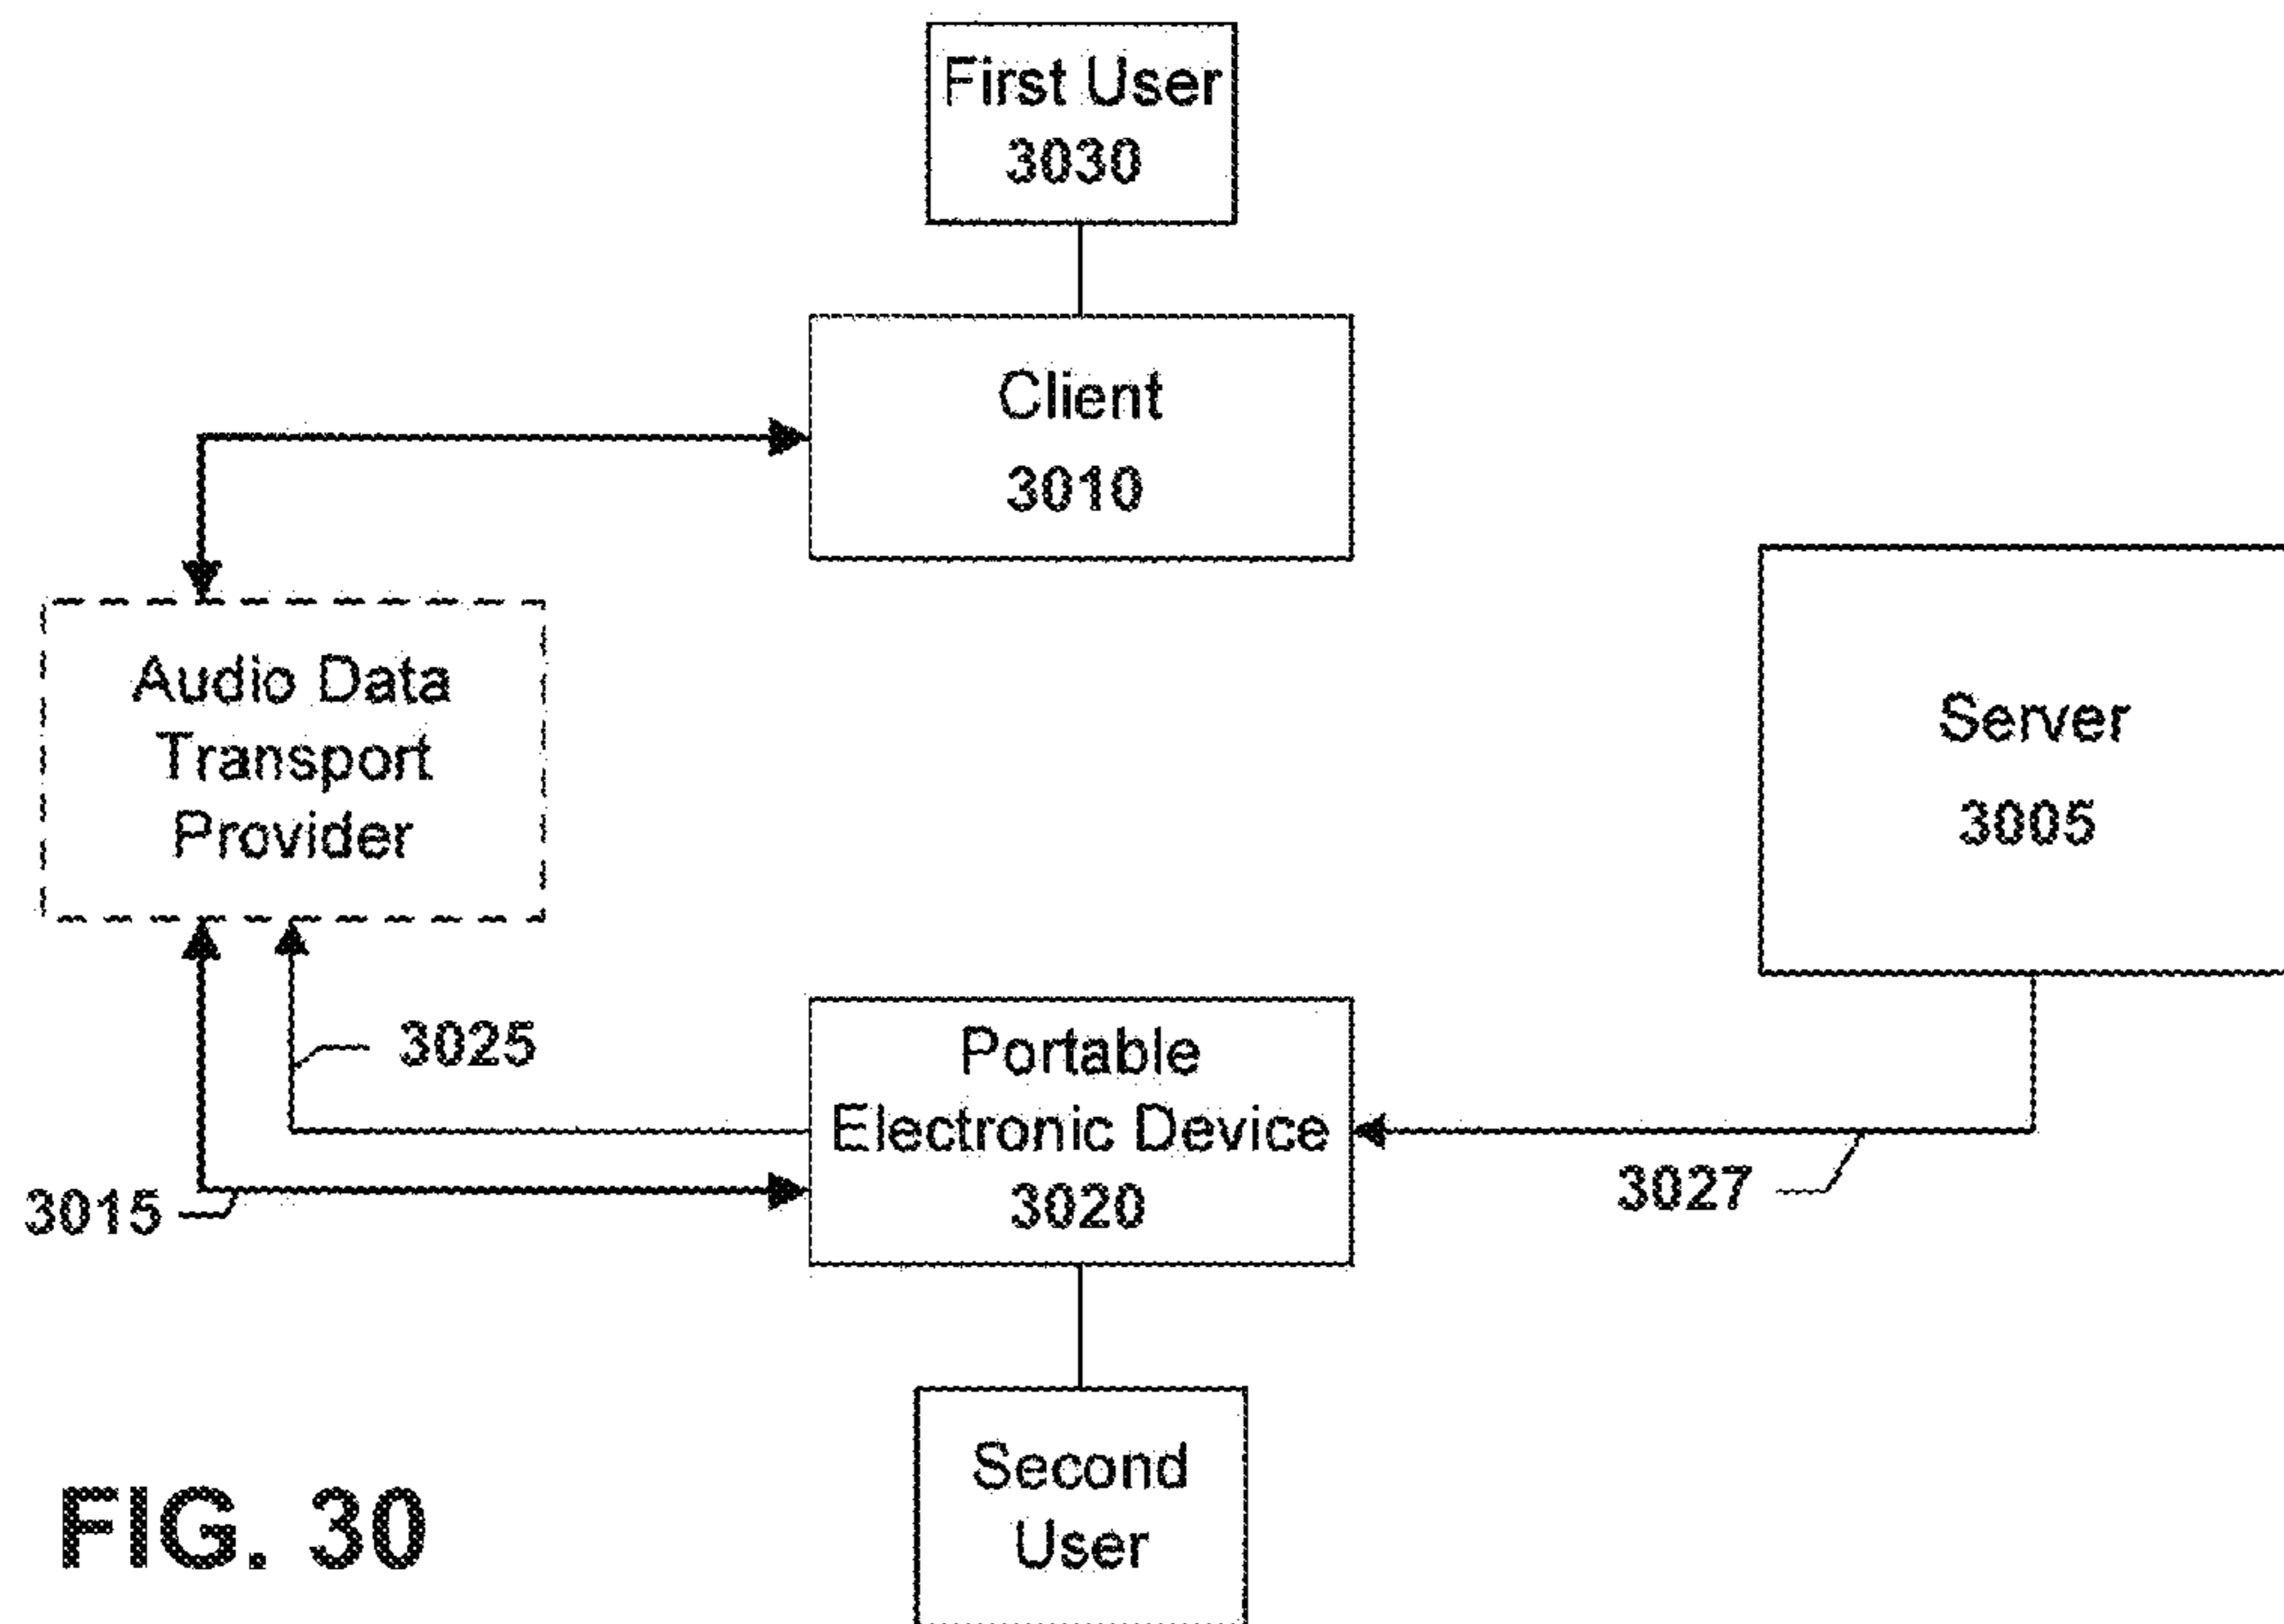 First User
3030
Client
3010
Audio Data
Transport
Provider
Server
3005
3025
Portable
Electronic Device
3020
3015
3027
Second
User
FIG. 30